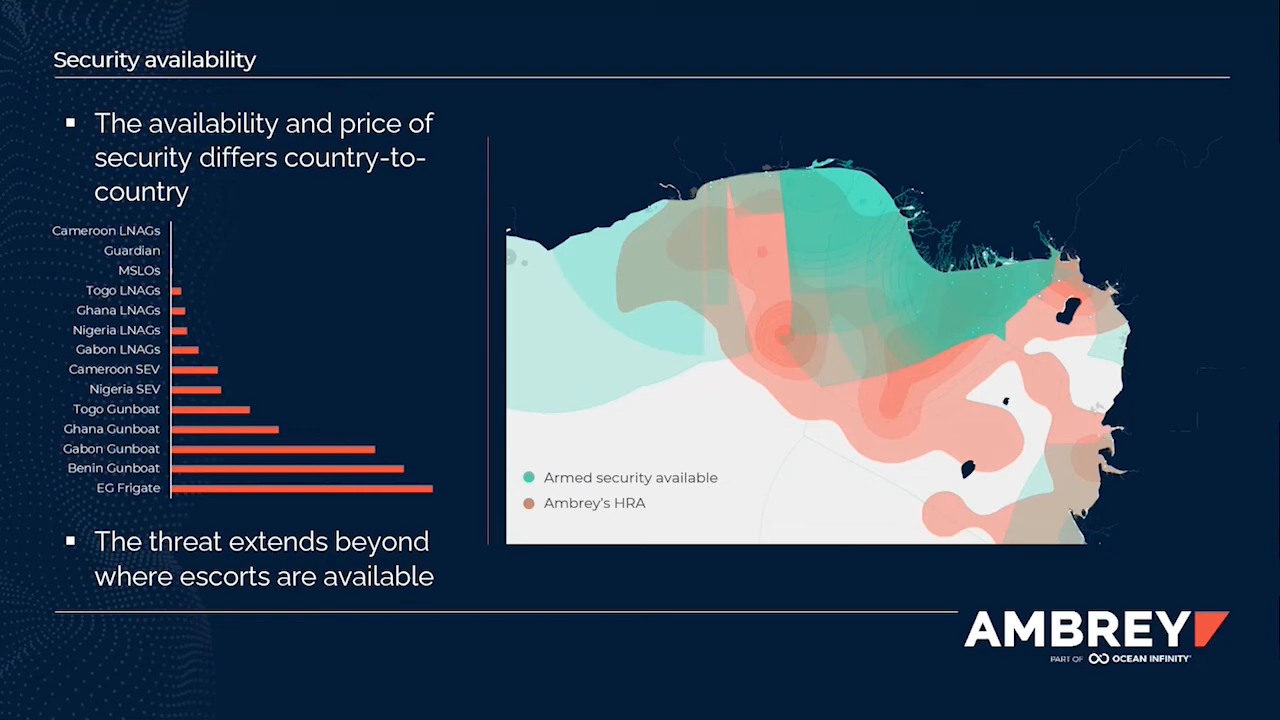 Security availability
▪ The availability and price of
security differs country-to-
country
Cameroon LNAGs
Guardian
MSLOs
Togo LNAGs
Ghana LNAGs
Nigeria LNAGs
Gabon LNAGs
Cameroon SEV
Nigeria SEV
Togo Gunboat
Ghana Gunboat
Gabon Gunboat
Benin Gunboat
EG Frigate
▪ The threat extends beyond
where escorts are available
Armed security available
Ambrey's HRA
AMBREY
PART OF OCEAN INFINITY